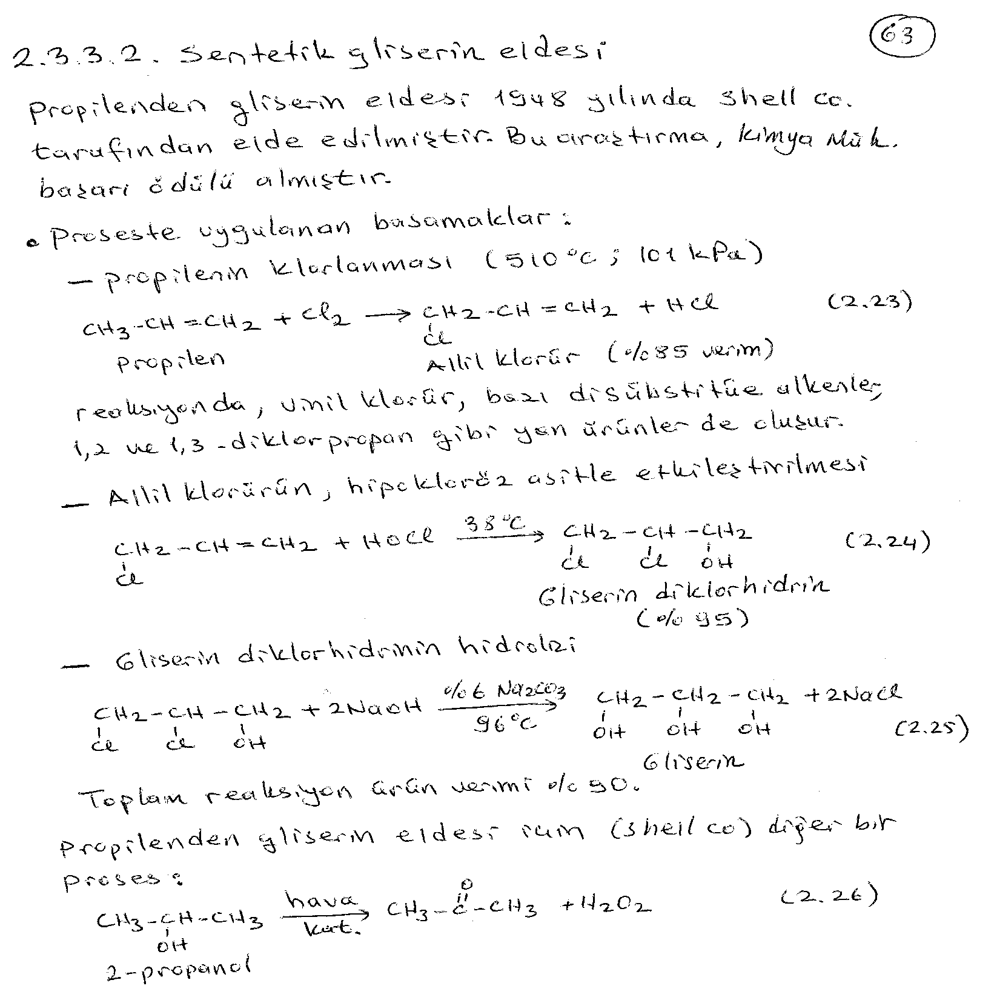 63
2.3.3.2. Sentetik gliserin eldesi
Propilenden gliserin eldesi 1948 yılında Shell co.
tarafından elde edilmiştir. Bu araştırma, Kimya Müh.
başarı ödülü almıştır.
• Proseste uygulanan basamaklar:
— propilenin klorlanması (510 °C; 101 kPa)
CH3-CH=CH2 + Cl2 → CH2-CH=CH2 + HCl (2.23)
Cl
Propilen Allil klorür (%85 verim)
reaksiyonda, vinil klorür, bazı disübstitüe alkenler,
1,2 ve 1,3-diklorpropan gibi yan ürünler de oluşur.
— Allil klorürün, hipokloröz asitle etkileştirilmesi
CH2-CH=CH2 + HOCl 38°C → CH2-CH-CH2 (2.24)
Cl Cl Cl OH
Gliserin diklorhidrin
(% 95)
— Gliserin diklorhidrinin hidrolizi
CH2-CH-CH2 + 2NaOH %6 Na2CO3 → 96°C CH2-CH2-CH2 + 2NaCl
Cl Cl OH OH OH OH (2.25)
Gliserin
Toplam reaksiyon ürün verimi %90.
Propilenden gliserin eldesi için (Shell co) diğer bir
proses:
CH3-CH-CH3 hava → kat. CH3-C-CH3 + H2O2 (2.26)
OH O
2-propanol